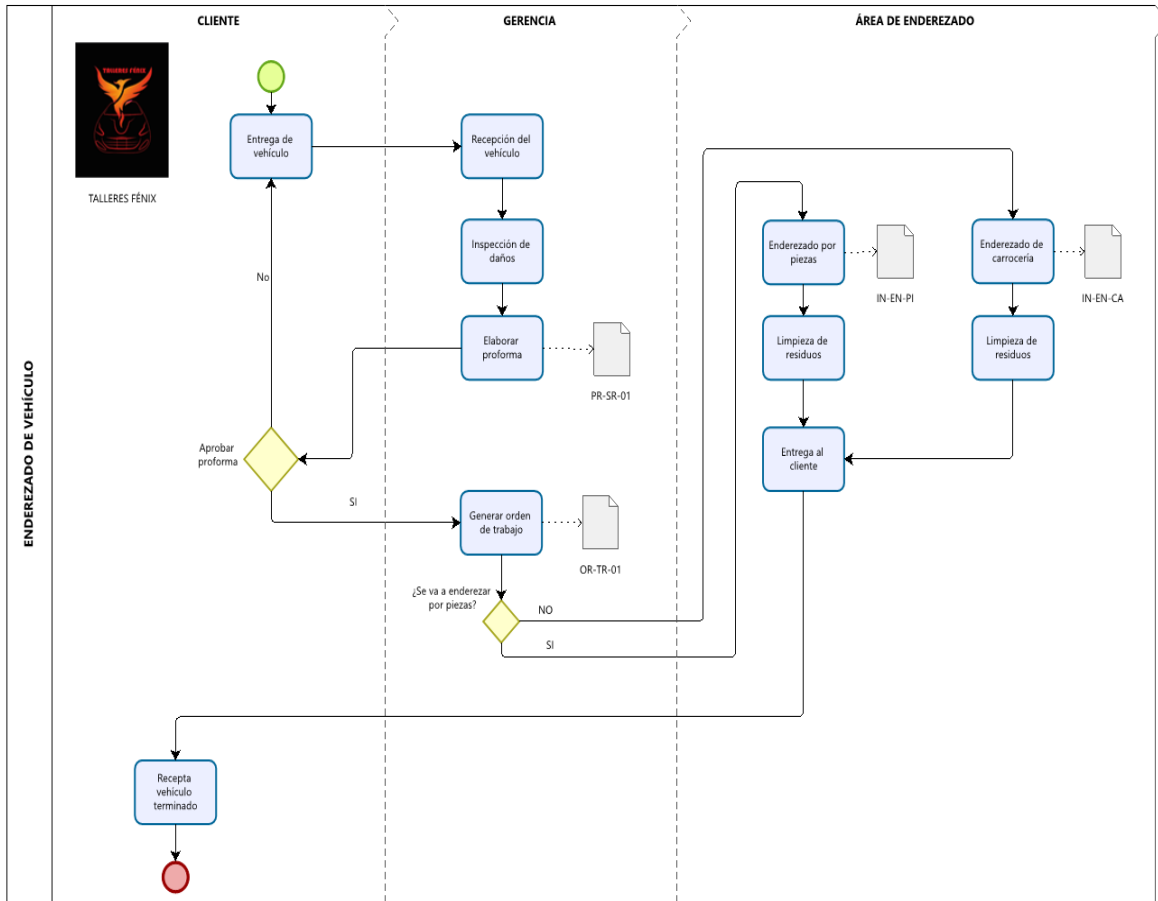 CLIENTE
GERENCIA
ÁREA DE ENDEREZADO
ENDEREZADO DE VEHÍCULO
TALLERES FÉNIX
TALLERES FÉNIX
Entrega de
vehículo
Recepción del
vehículo
Inspección de
daños
Enderezado por
piezas
IN-EN-PI
Enderezado de
carrocería
IN-EN-CA
No
Elaborar
proforma
PR-SR-01
Limpieza de
residuos
Limpieza de
residuos
Aprobar
proforma
Entrega al
cliente
SI
Generar orden
de trabajo
OR-TR-01
¿Se va a enderezar
por piezas?
NO
SI
Recepta
vehiculo
terminado